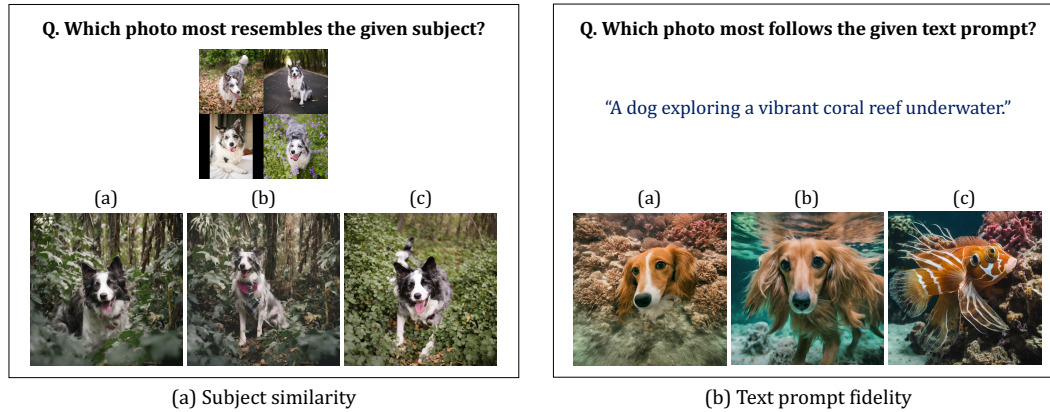 Q. Which photo most resembles the given subject?
(a) (b) (c)
(a) Subject similarity
Q. Which photo most follows the given text prompt?
“A dog exploring a vibrant coral reef underwater.”
(a) (b) (c)
(b) Text prompt fidelity